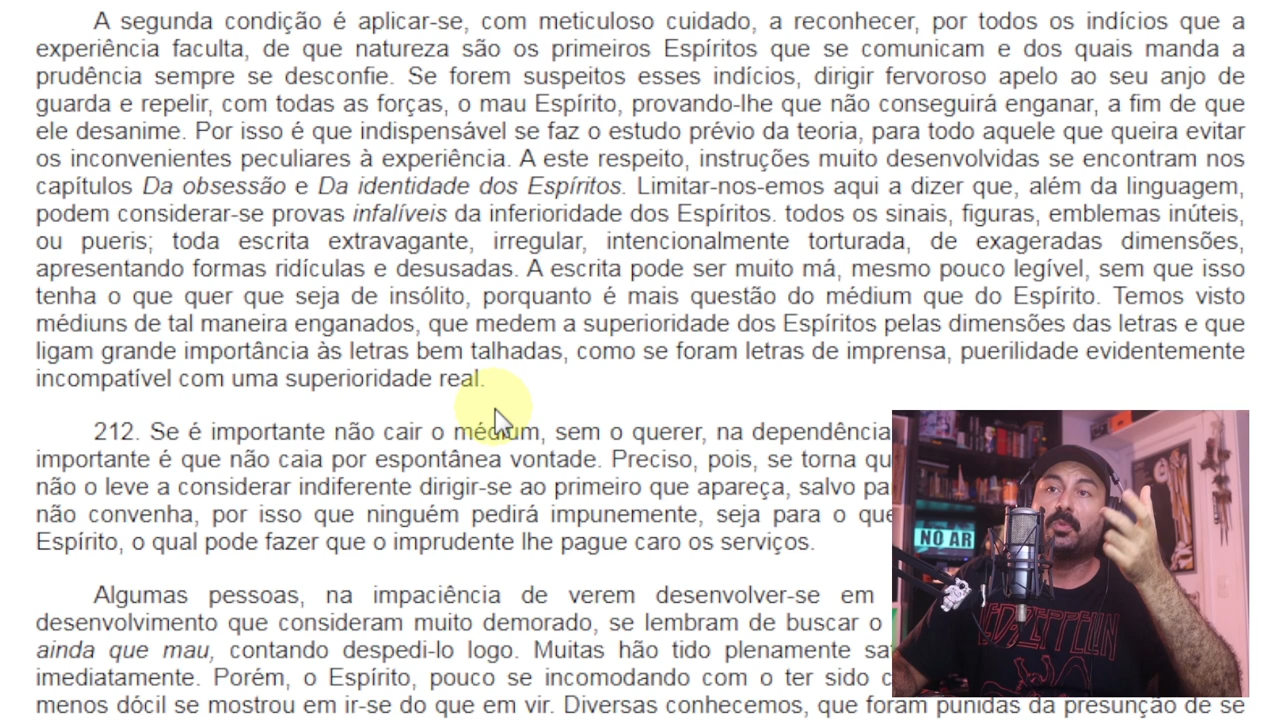 A segunda condição é aplicar-se, com meticuloso cuidado, a reconhecer, por todos os indícios que a
experiência faculta, de que natureza são os primeiros Espíritos que se comunicam e dos quais manda a
prudência sempre se desconfie. Se forem suspeitos esses indícios, dirigir fervoroso apelo ao seu anjo de
guarda e repelir, com todas as forças, o mau Espírito, provando-lhe que não conseguirá enganar, a fim de que
ele desanime. Por isso é que indispensável se faz o estudo prévio da teoria, para todo aquele que queira evitar
os inconvenientes peculiares à experiência. A este respeito, instruções muito desenvolvidas se encontram nos
capítulos Da obsessão e Da identidade dos Espíritos. Limitar-nos-emos aqui a dizer que, além da linguagem,
podem considerar-se provas infalíveis da inferioridade dos Espíritos. todos os sinais, figuras, emblemas inúteis,
ou pueris; toda escrita extravagante, irregular, intencionalmente torturada, de exageradas dimensões,
apresentando formas ridículas e desusadas. A escrita pode ser muito má, mesmo pouco legível, sem que isso
tenha o que quer que seja de insólito, porquanto é mais questão do médium que do Espírito. Temos visto
médiuns de tal maneira enganados, que medem a superioridade dos Espíritos pelas dimensões das letras e que
ligam grande importância às letras bem talhadas, como se foram letras de imprensa, puerilidade evidentemente
incompatível com uma superioridade real.
212. Se é importante não cair o médium, sem o querer, na dependência
importante é que não caia por espontânea vontade. Preciso, pois, se torna qu
não o leve a considerar indiferente dirigir-se ao primeiro que apareça, salvo pa
não convenha, por isso que ninguém pedirá impunemente, seja para o que
Espírito, o qual pode fazer que o imprudente lhe pague caro os serviços.
Algumas pessoas, na impaciência de verem desenvolver-se em
desenvolvimento que consideram muito demorado, se lembram de buscar o
ainda que mau, contando despedi-lo logo. Muitas hão tido plenamente sa
imediatamente. Porém, o Espírito, pouco se incomodando com o ter sido c
menos dócil se mostrou em ir-se do que em vir. Diversas conhecemos, que foram punidas da presunção de se
NO AR
LED ZEPPELIN